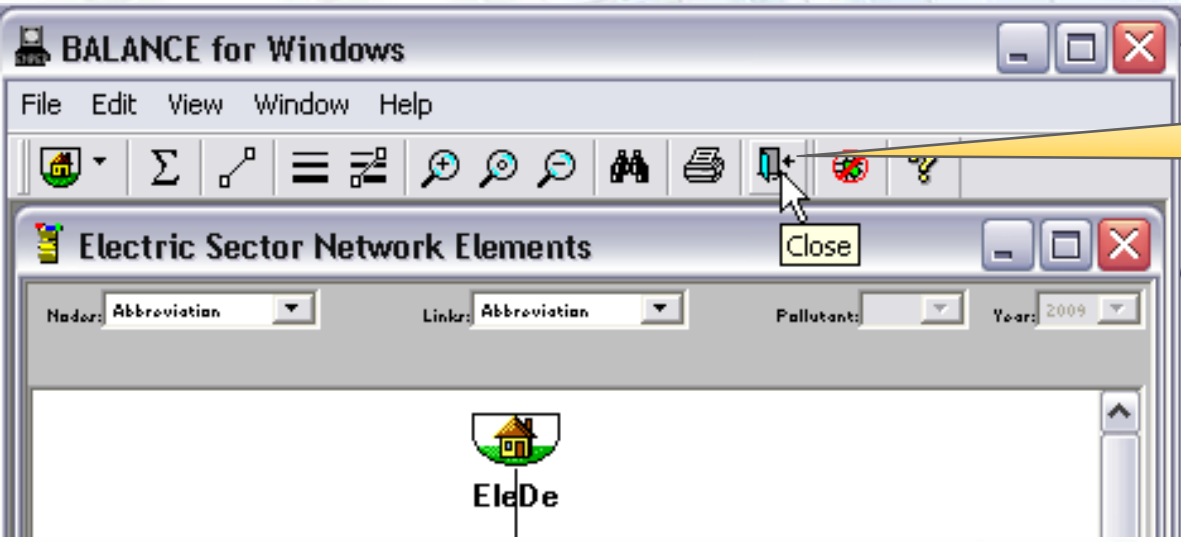 BALANCE for Windows
File Edit View Window Help
Close
Electric Sector Network Elements
Nodes: Abbreviation Links: Abbreviation Pollutant: Year: 2009
EleDe